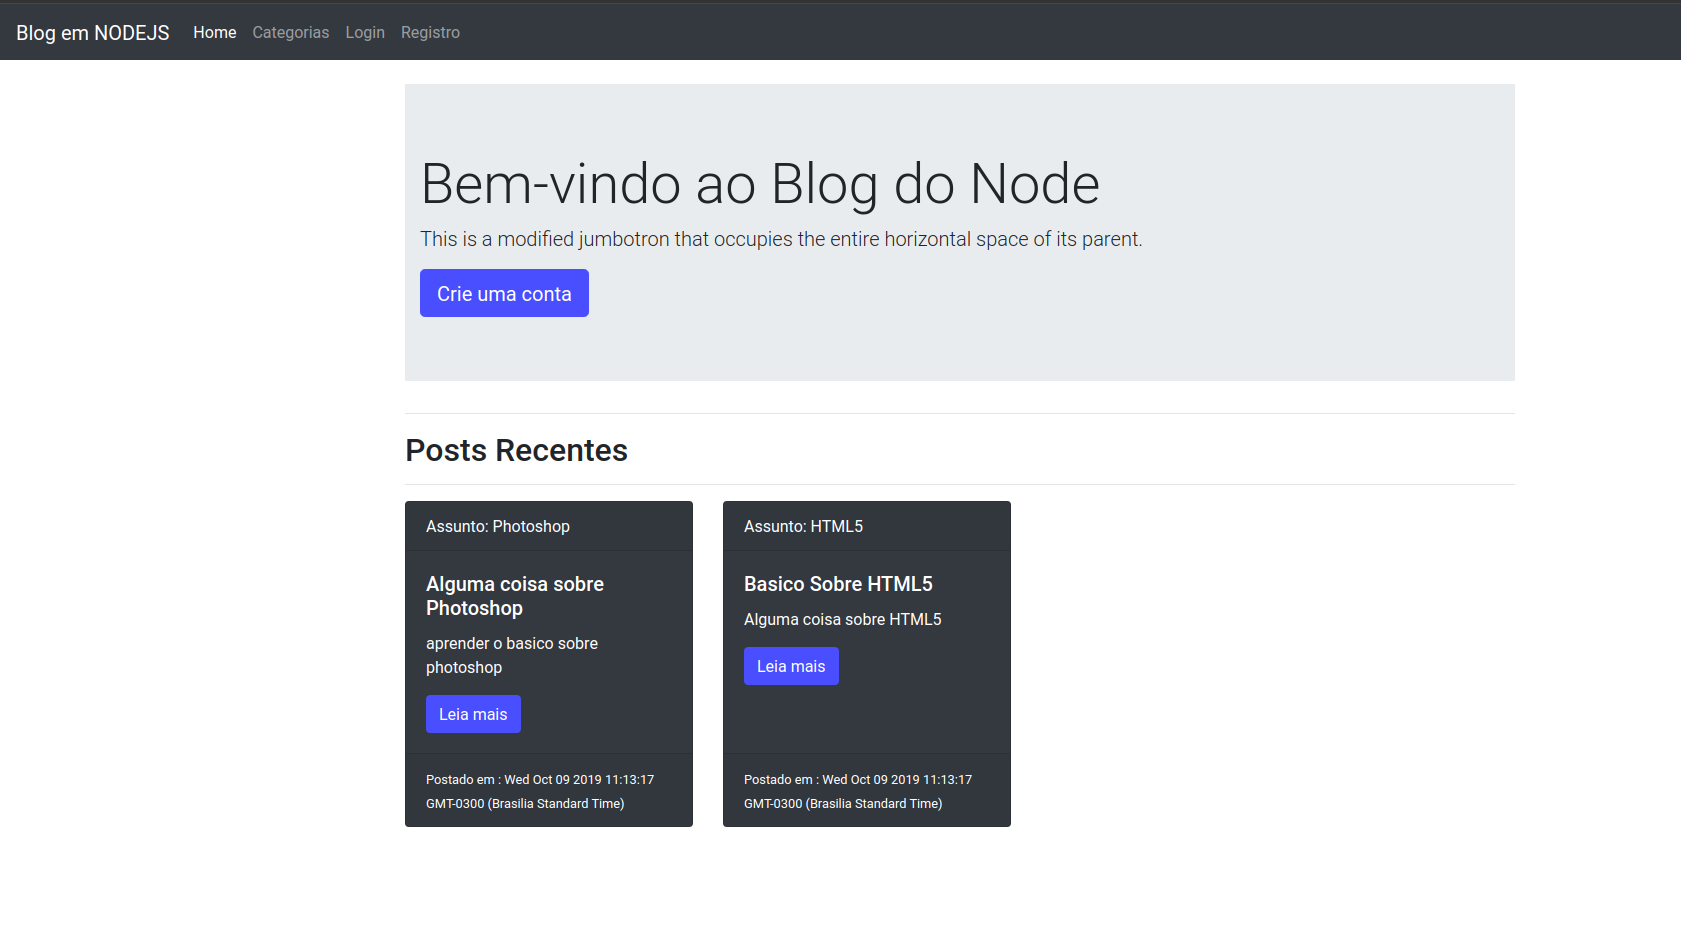 Blog em NODEJS Home Categorias Login Registro
Bem-vindo ao Blog do Node
This is a modified jumbotron that occupies the entire horizontal space of its parent.
Crie uma conta
Posts Recentes
Assunto: Photoshop
Alguma coisa sobre
Photoshop
aprender o basico sobre
photoshop
Leia mais
Postado em : Wed Oct 09 2019 11:13:17
GMT-0300 (Brasilia Standard Time)
Assunto: HTML5
Basico Sobre HTML5
Alguma coisa sobre HTML5
Leia mais
Postado em : Wed Oct 09 2019 11:13:17
GMT-0300 (Brasilia Standard Time)